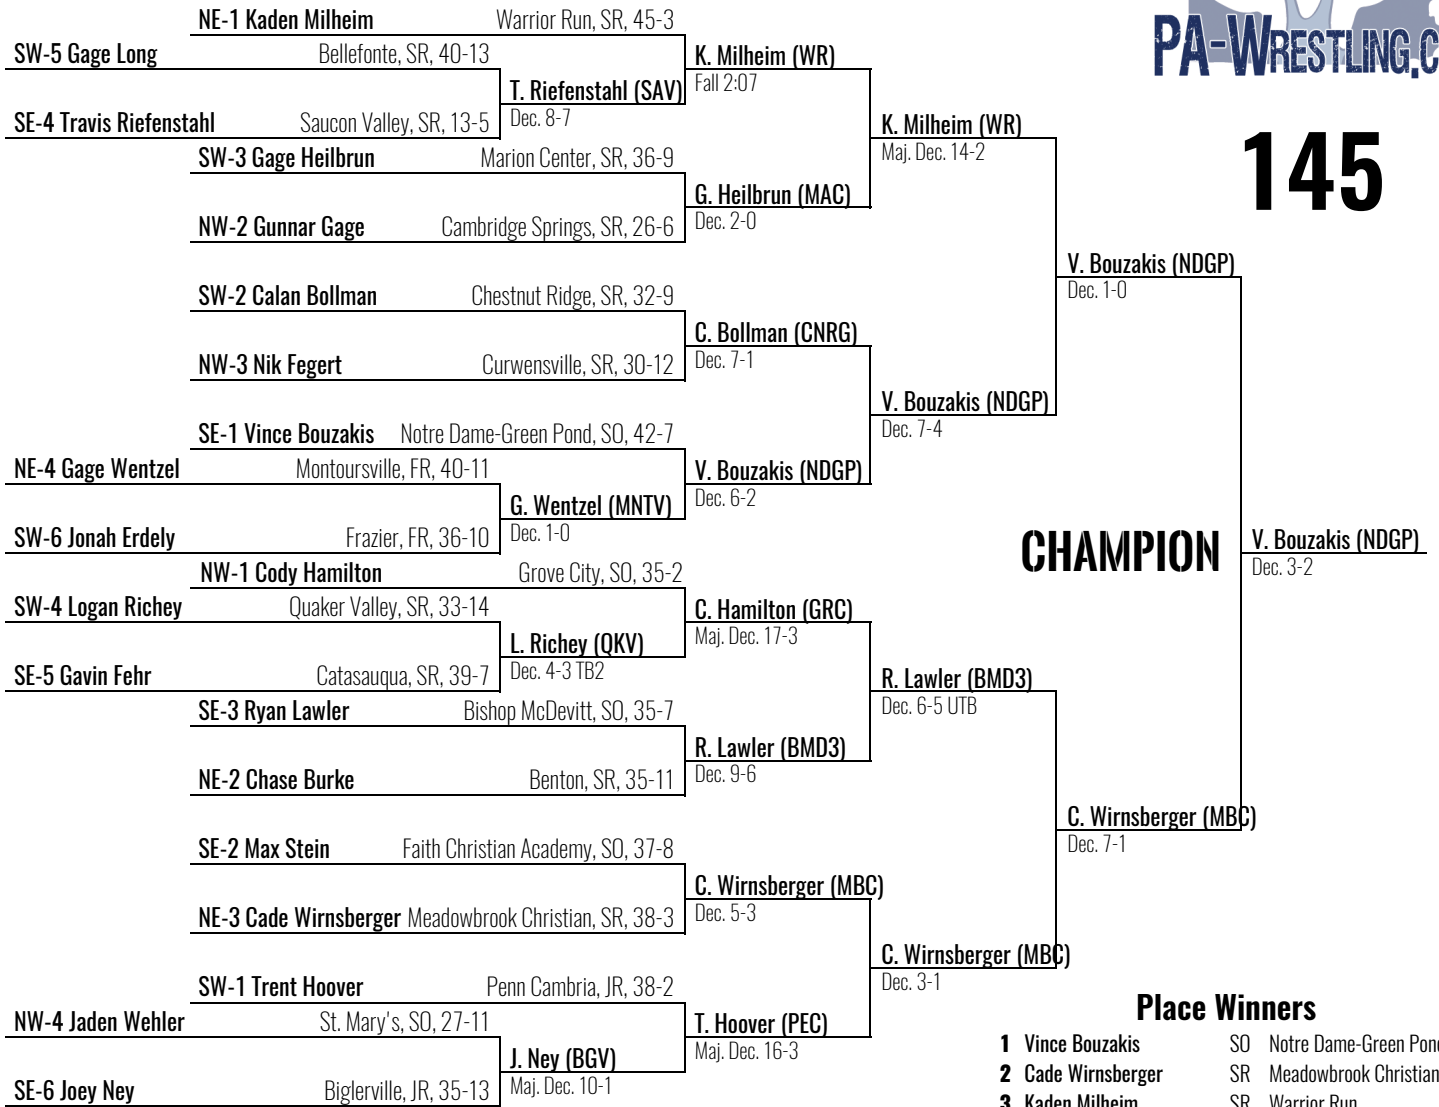 NE-1 Kaden Milheim Warrior Run, SR, 45-3
SW-5 Gage Long Bellefonte, SR, 40-13
K. Milheim (WR)
Fall 2:07
T. Riefenstahl (SAV)
Dec. 8-7
SE-4 Travis Riefenstahl Saucon Valley, SR, 13-5
K. Milheim (WR)
Maj. Dec. 14-2
SW-3 Gage Heilbrun Marion Center, SR, 36-9
G. Heilbrun (MAC)
Dec. 2-0
NW-2 Gunnar Gage Cambridge Springs, SR, 26-6
PA-WRESTLING.C
145
V. Bouzakis (NDGP)
Dec. 1-0
SW-2 Calan Bollman Chestnut Ridge, SR, 32-9
C. Bollman (CNRG)
Dec. 7-1
NW-3 Nik Fegert Curwensville, SR, 30-12
V. Bouzakis (NDGP)
Dec. 7-4
SE-1 Vince Bouzakis Notre Dame-Green Pond, SO, 42-7
NE-4 Gage Wentzel Montoursville, FR, 40-11
V. Bouzakis (NDGP)
Dec. 6-2
G. Wentzel (MNTV)
Dec. 1-0
SW-6 Jonah Erdely Frazier, FR, 36-10
CHAMPION
V. Bouzakis (NDGP)
Dec. 3-2
NW-1 Cody Hamilton Grove City, SO, 35-2
SW-4 Logan Richey Quaker Valley, SR, 33-14
C. Hamilton (GRC)
Maj. Dec. 17-3
L. Richey (QKV)
Dec. 4-3 TB2
SE-5 Gavin Fehr Catasauqua, SR, 39-7
R. Lawler (BMD3)
Dec. 6-5 UTB
SE-3 Ryan Lawler Bishop McDevitt, SO, 35-7
R. Lawler (BMD3)
Dec. 9-6
NE-2 Chase Burke Benton, SR, 35-11
C. Wirnsberger (MBC)
Dec. 7-1
SE-2 Max Stein Faith Christian Academy, SO, 37-8
C. Wirnsberger (MBC)
Dec. 5-3
NE-3 Cade Wirnsberger Meadowbrook Christian, SR, 38-3
C. Wirnsberger (MBC)
Dec. 3-1
SW-1 Trent Hoover Penn Cambria, JR, 38-2
NW-4 Jaden Wehler St. Mary's, SO, 27-11
T. Hoover (PEC)
Maj. Dec. 16-3
J. Ney (BGV)
Maj. Dec. 10-1
SE-6 Joey Ney Biglerville, JR, 35-13
Place Winners
1 Vince Bouzakis SO Notre Dame-Green Pond
2 Cade Wirnsberger SR Meadowbrook Christian
3 Kaden Milheim SR Warrior Run